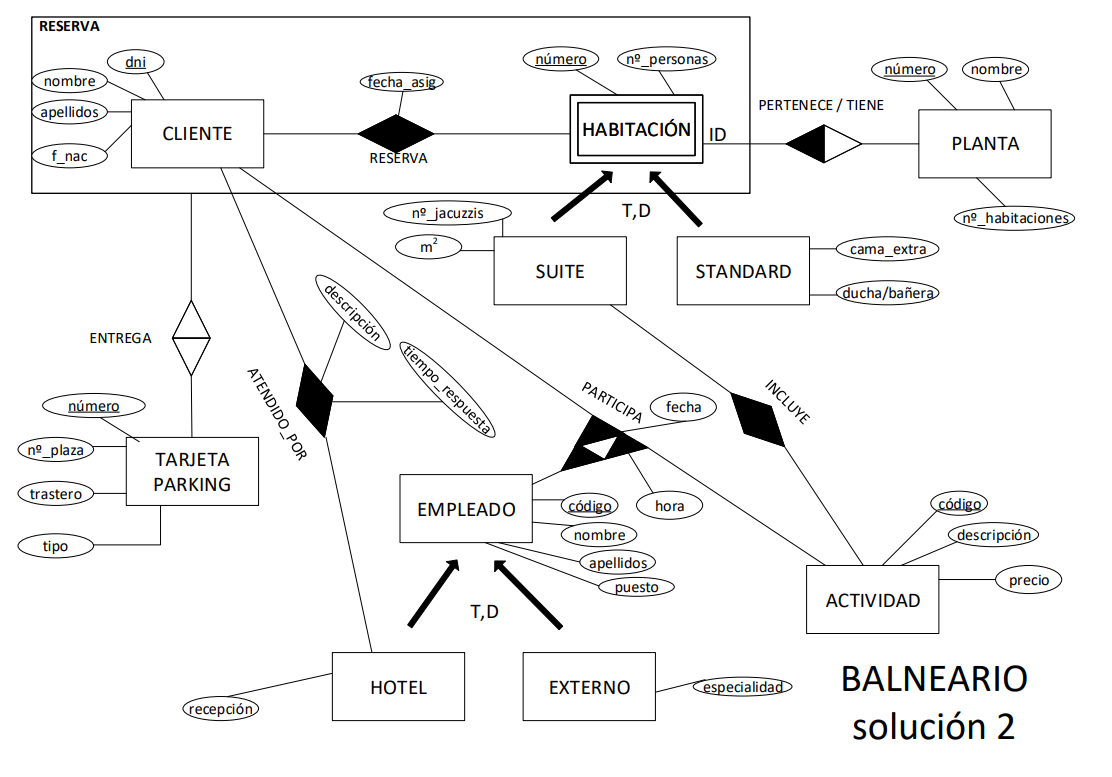 RESERVA
dni
nombre
apellidos
f_nac
CLIENTE
fecha_asig
RESERVA
número
nº_personas
HABITACIÓN
ID
PERTENECE / TIENE
número
nombre
PLANTA
nº_habitaciones
T,D
nº_jacuzzis
m²
SUITE
STANDARD
cama_extra
ducha/bañera
ENTREGA
descripción
tiempo_respuesta
ATENDIDO_POR
PARTICIPA
fecha
hora
INCLUYE
número
nº_plaza
trastero
tipo
TARJETA
PARKING
EMPLEADO
código
nombre
apellidos
puesto
T,D
código
descripción
precio
ACTIVIDAD
HOTEL
recepción
EXTERNO
especialidad
BALNEARIO
solución 2